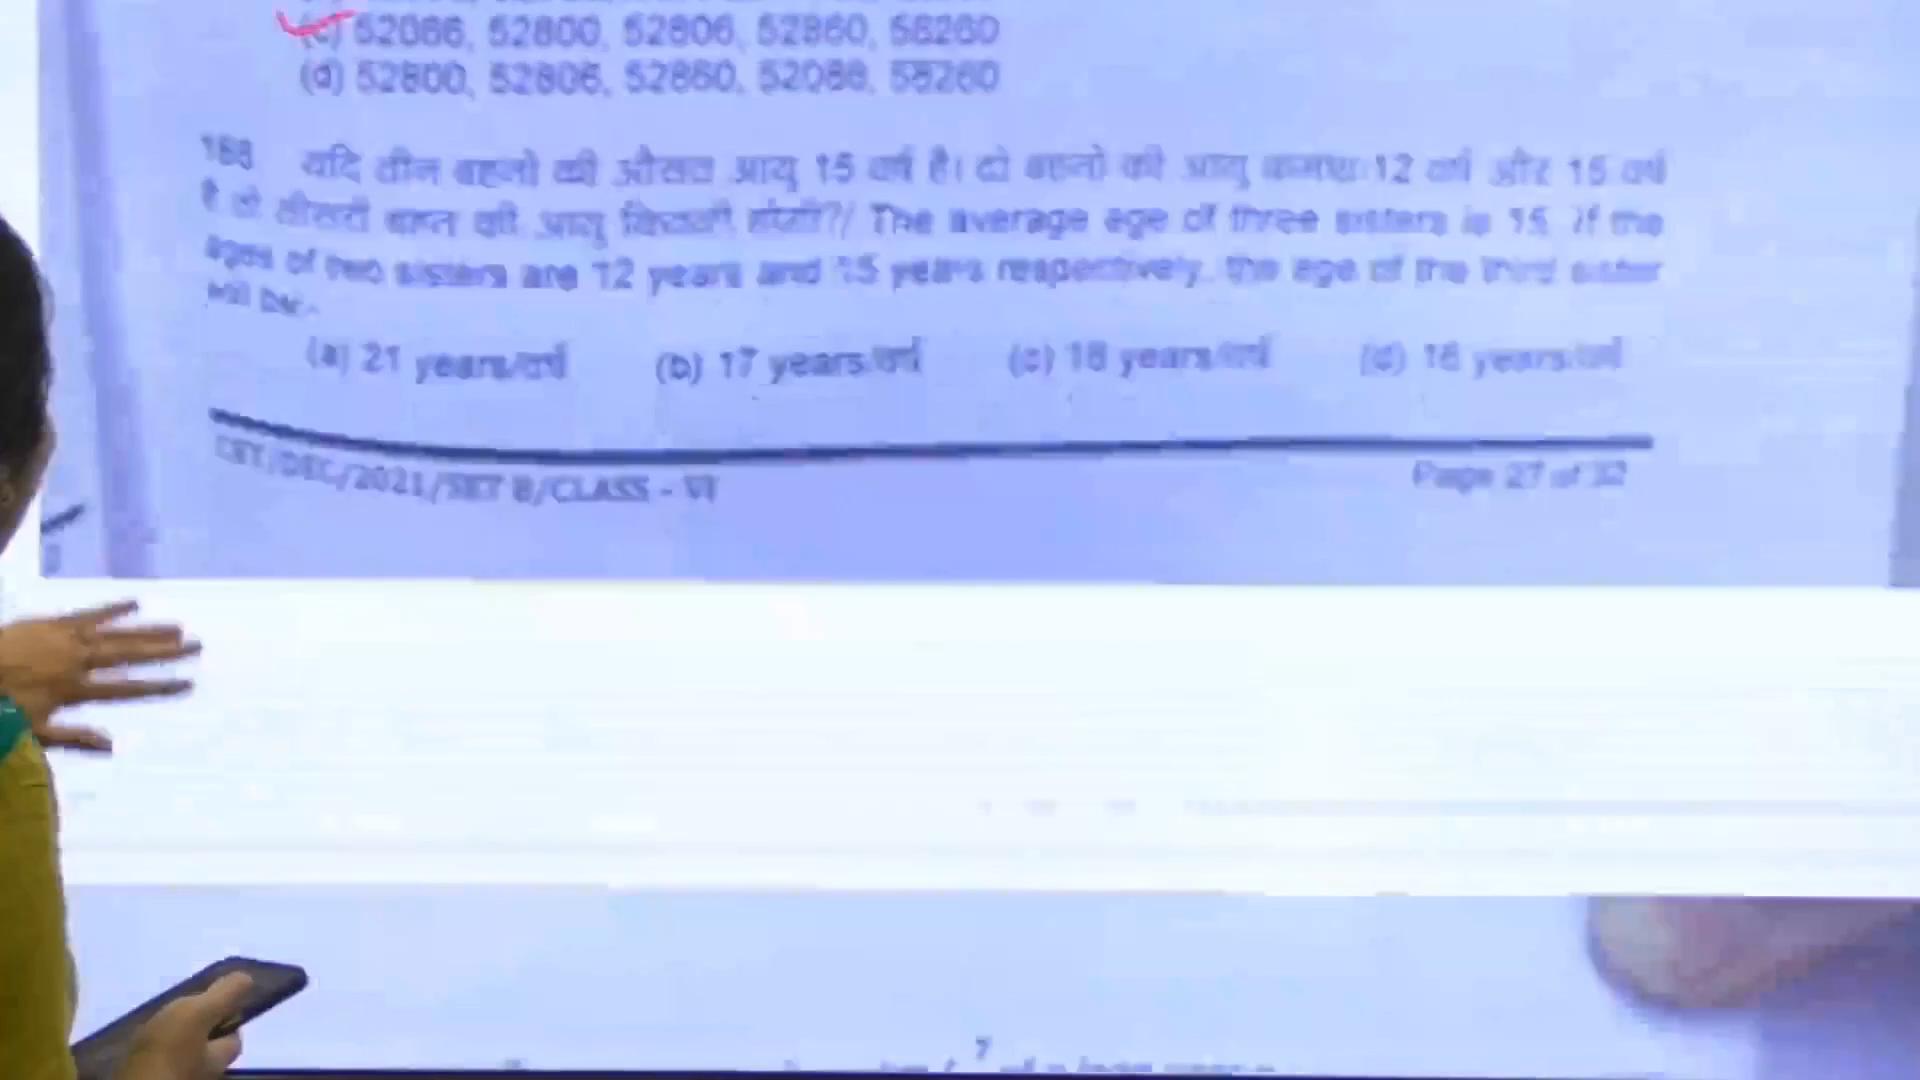 (c) 52086, 52800, 52806, 52860, 58260
(d) 52800, 52806, 52860, 52086, 58260
168 यदि तीन बहनो की औसत आयु 15 वर्ष है। दो बहनो की आयु क्रमशः 12 वर्ष और 15 वर्ष
है तो तीसरी बहन की आयु कितनी होगी?/ The average age of three sisters is 15. If the
ages of two sisters are 12 years and 15 years respectively, the age of the third sister
will be:-
(a) 21 years/वर्ष (b) 17 years/वर्ष (c) 18 years/वर्ष (d) 16 years/वर्ष
CET/DEC/2021/SET B/CLASS - VI Page 27 of 32